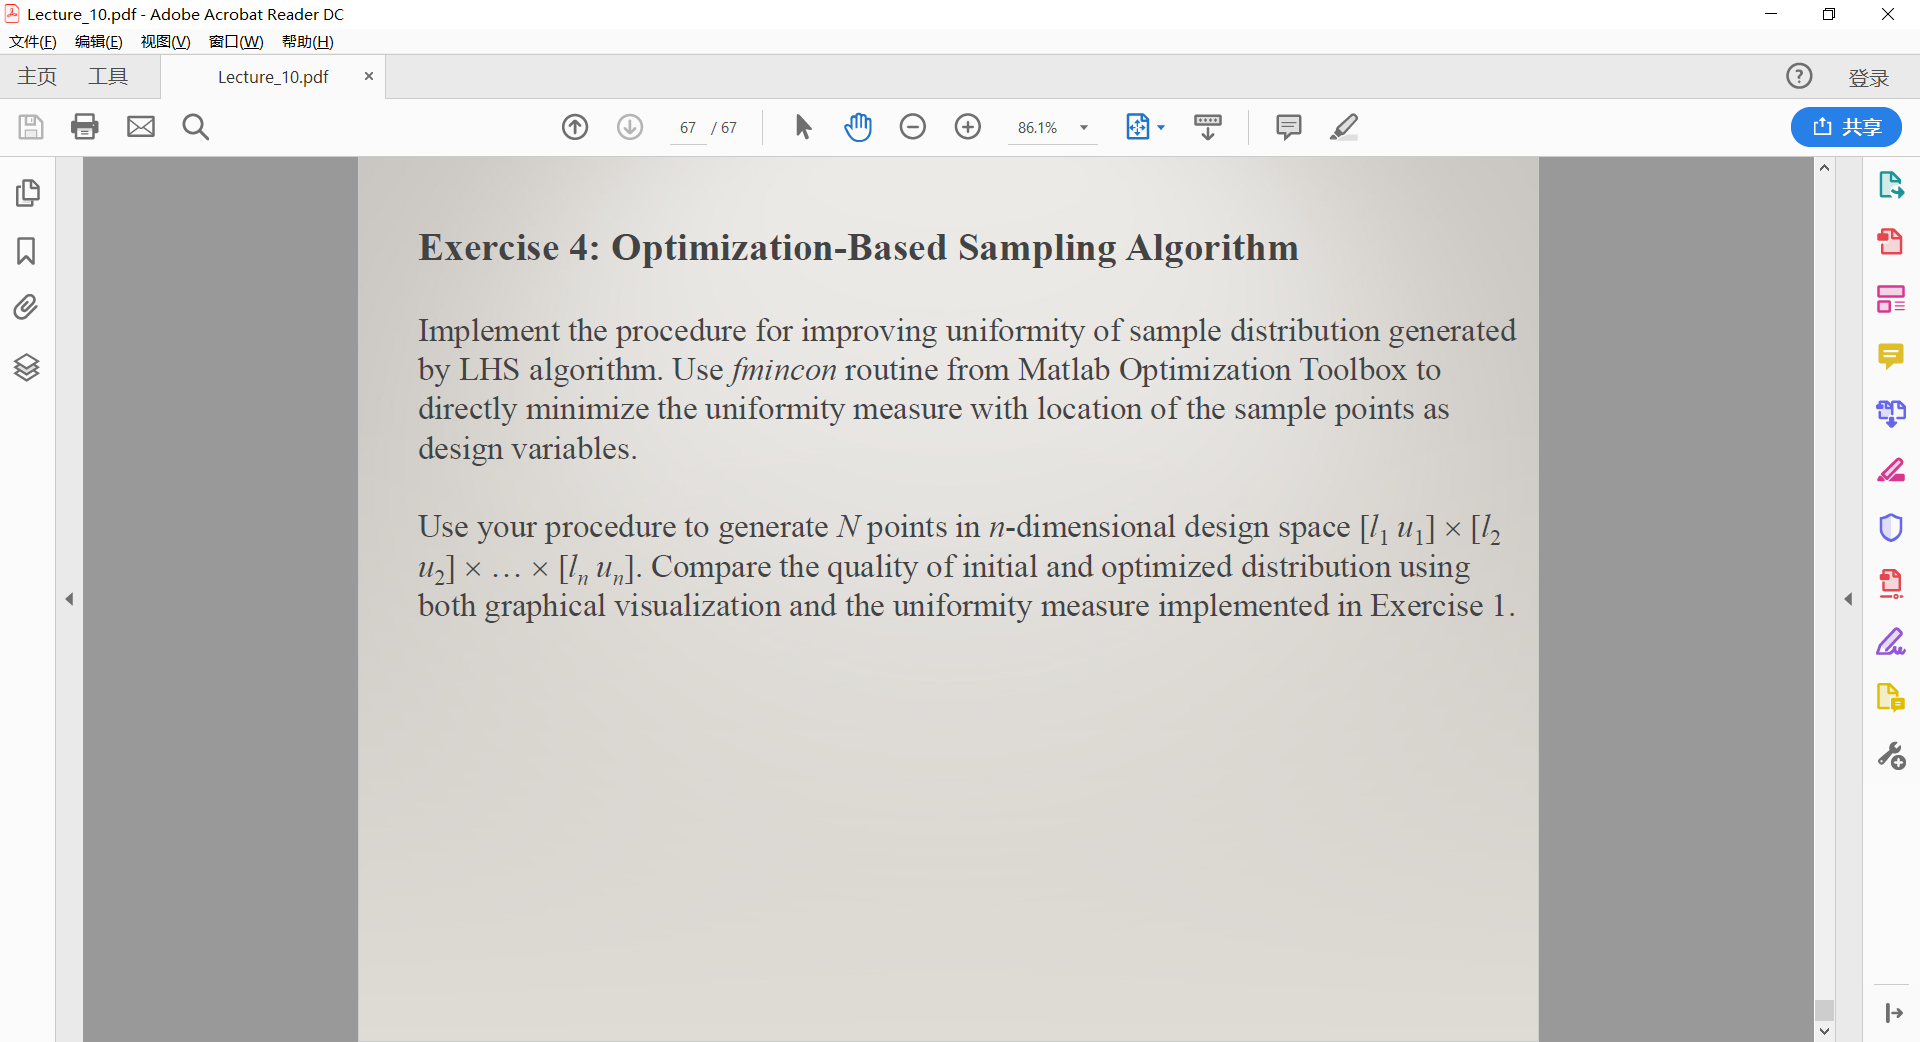 Lecture_10.pdf - Adobe Acrobat Reader DC
文件(F) 编辑(E) 视图(V) 窗口(W) 帮助(H)
主页 工具 Lecture_10.pdf × ? 登录
67 / 67 86.1% 共享
Exercise 4: Optimization-Based Sampling Algorithm
Implement the procedure for improving uniformity of sample distribution generated
by LHS algorithm. Use fmincon routine from Matlab Optimization Toolbox to
directly minimize the uniformity measure with location of the sample points as
design variables.
Use your procedure to generate N points in n-dimensional design space [l₁ u₁] × [l₂
u₂] × … × [lₙ uₙ]. Compare the quality of initial and optimized distribution using
both graphical visualization and the uniformity measure implemented in Exercise 1.